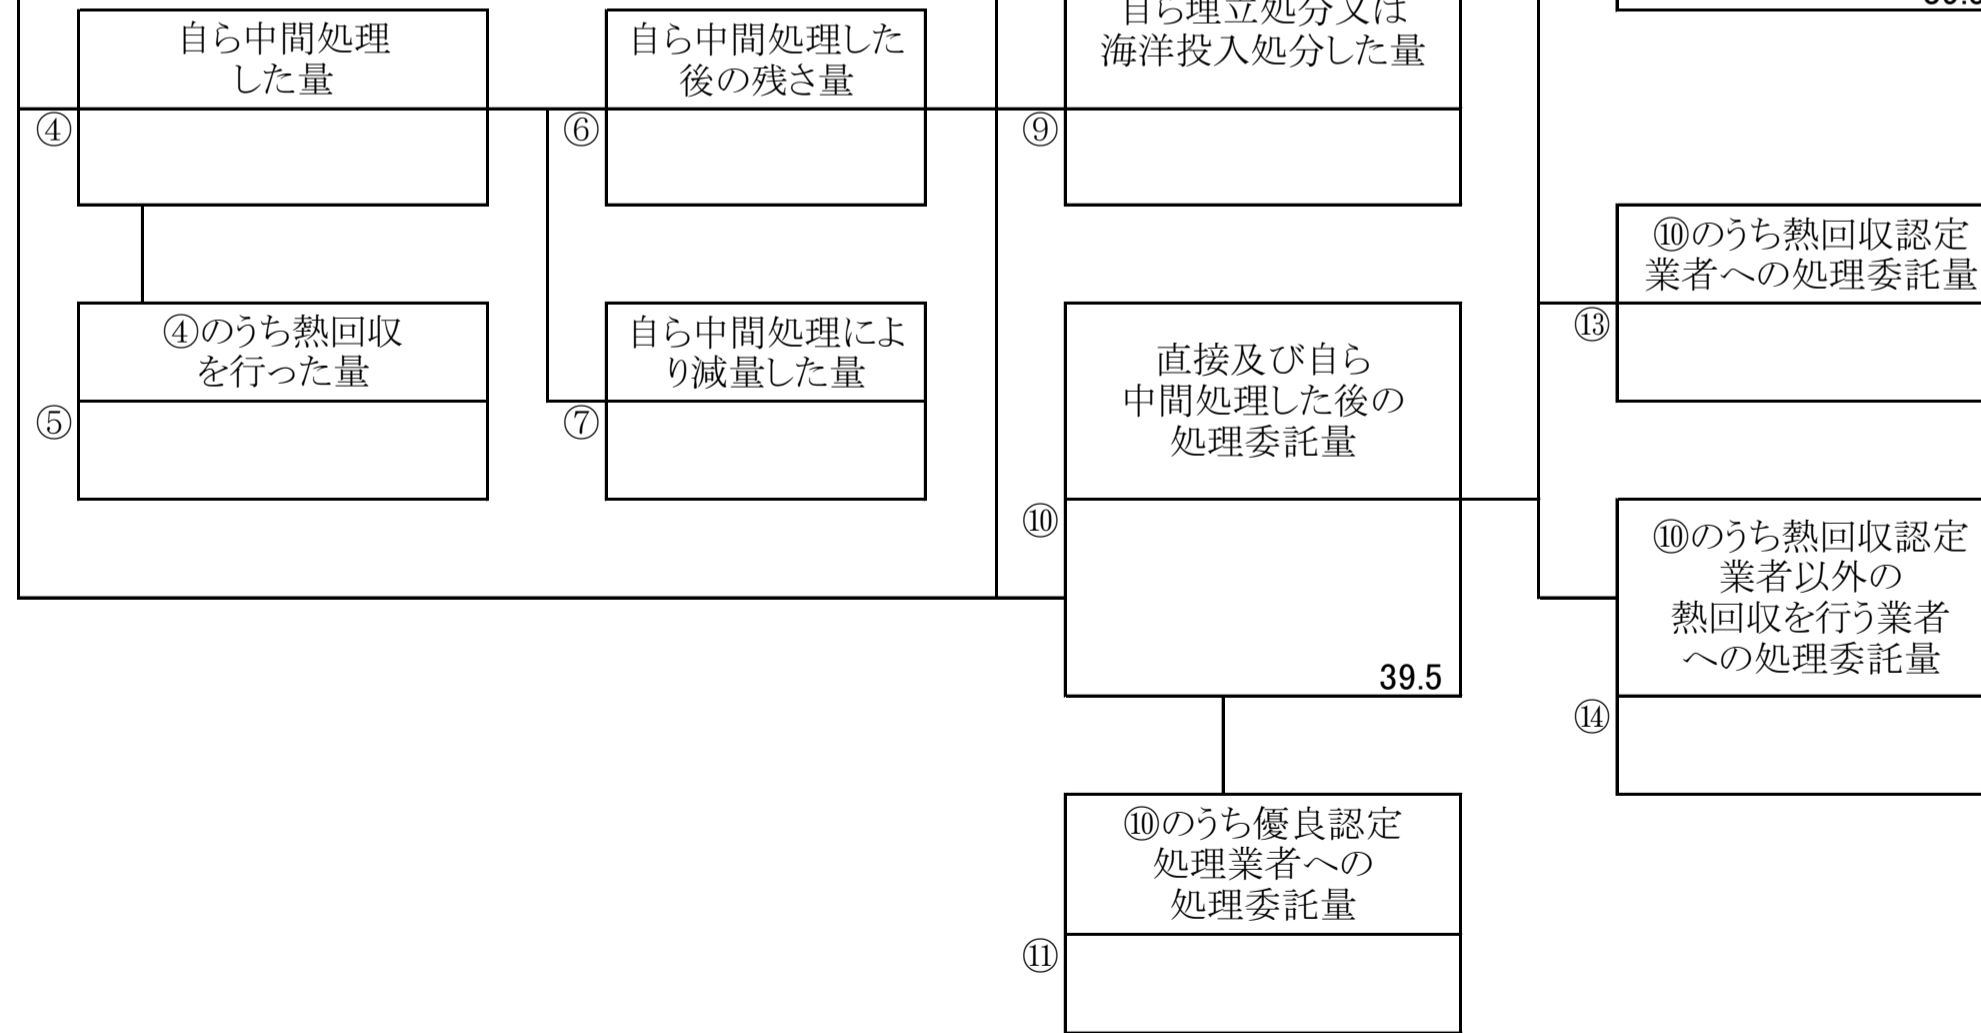 自ら中間処理
した量
④
自ら中間処理した
後の残さ量
⑥
自ら埋立処分又は
海洋投入処分した量
⑨
⑩のうち熱回収認定
業者への処理委託量
⑬
④のうち熱回収
を行った量
⑤
自ら中間処理によ
り減量した量
⑦
直接及び自ら
中間処理した後の
処理委託量
⑩
39.5
⑩のうち熱回収認定
業者以外の
熱回収を行う業者
への処理委託量
⑭
⑩のうち優良認定
処理業者への
処理委託量
⑪